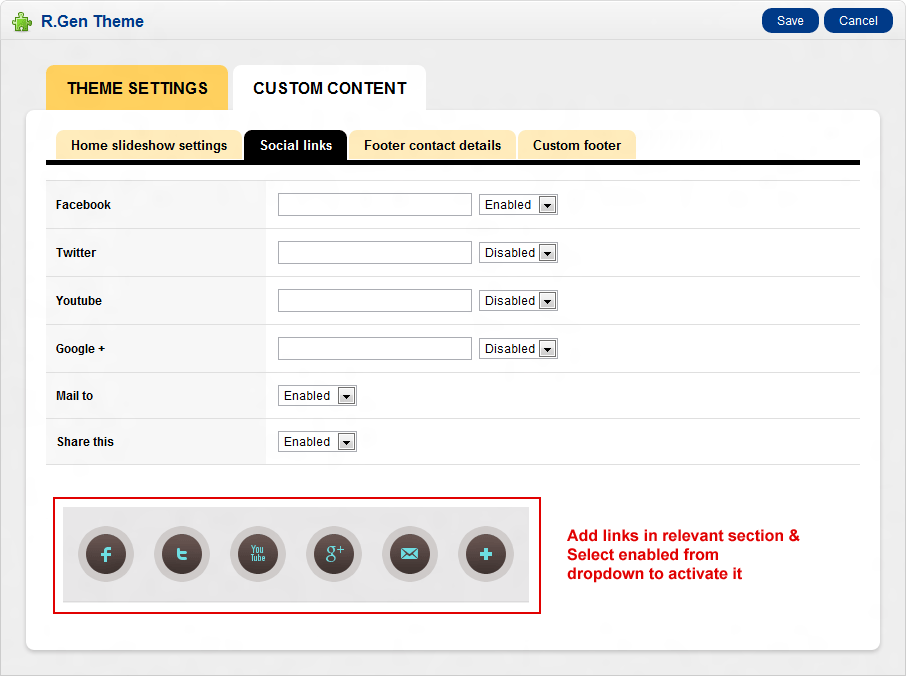 R.Gen Theme
Save
Cancel
THEME SETTINGS
CUSTOM CONTENT
Home slideshow settings
Social links
Footer contact details
Custom footer
Facebook
Enabled
Twitter
Disabled
Youtube
Disabled
Google +
Disabled
Mail to
Enabled
Share this
Enabled
f
t
You
Tube
g+
Add links in relevant section &
Select enabled from
dropdown to activate it